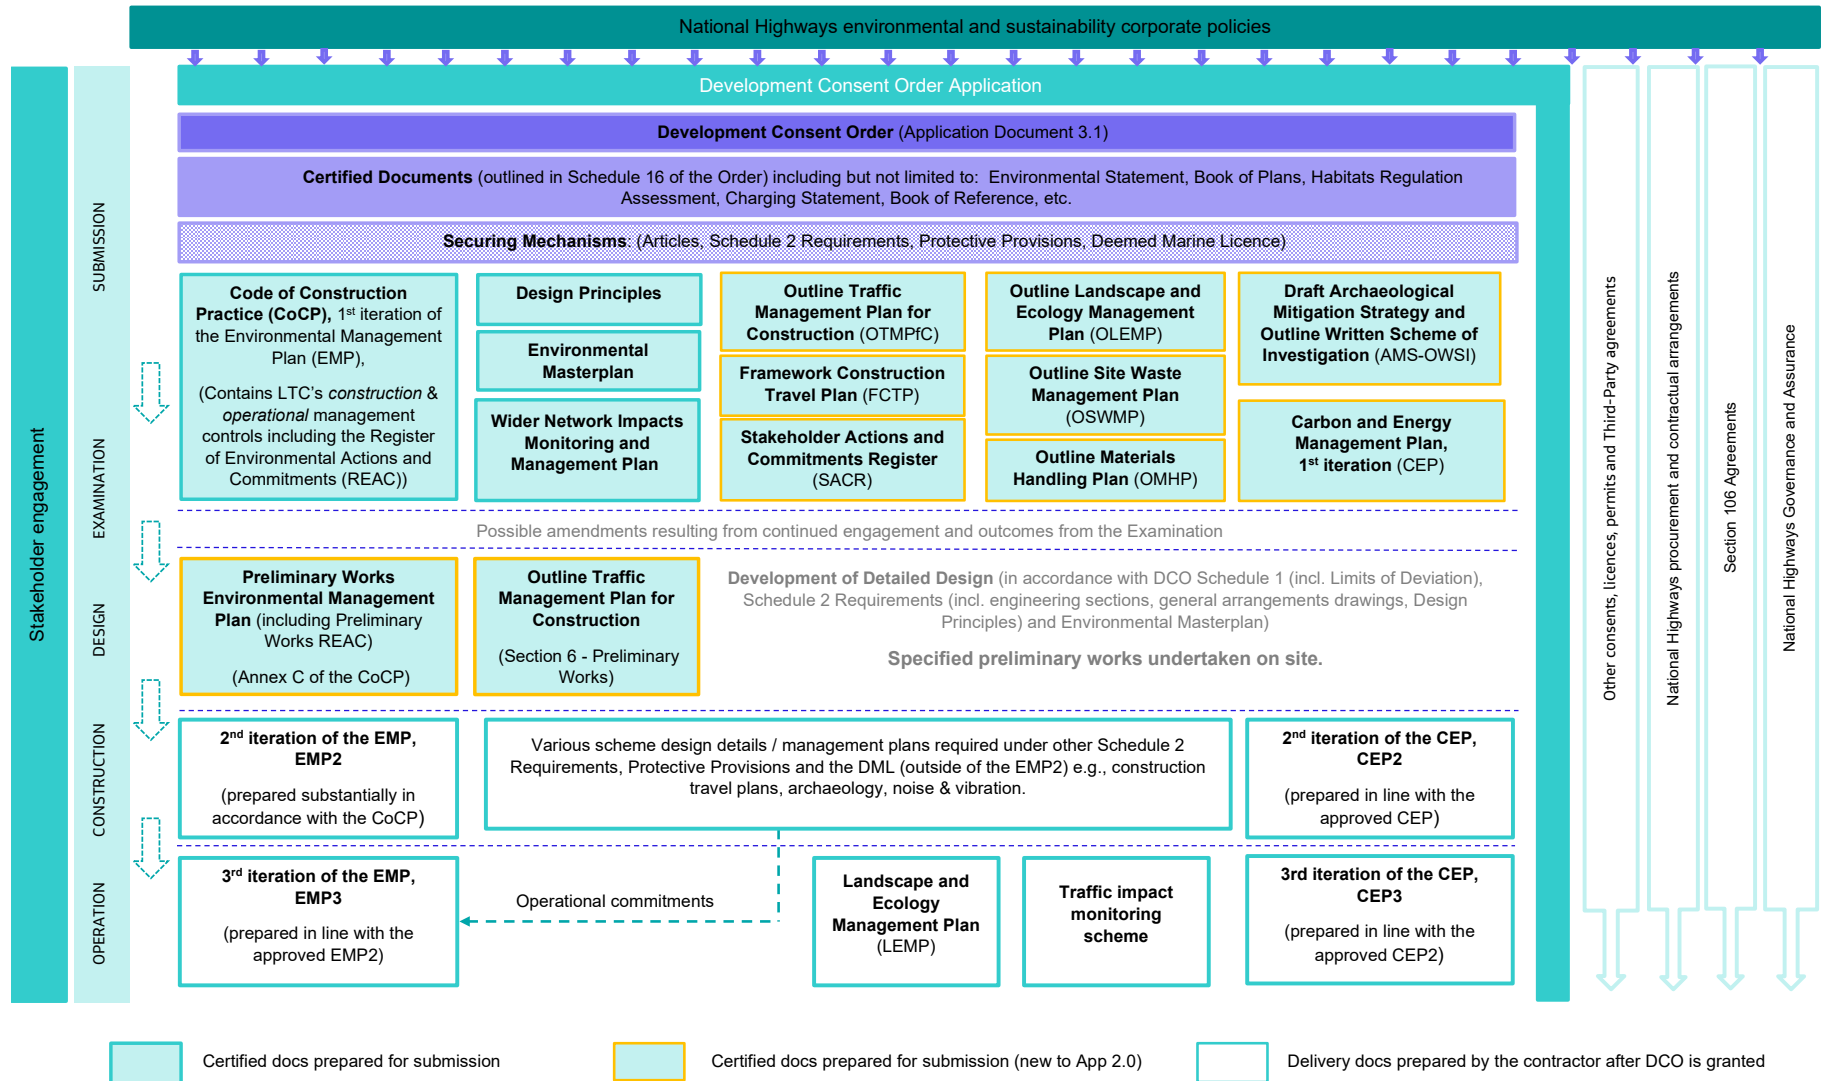 National Highways environmental and sustainability corporate policies
Development Consent Order Application
Development Consent Order (Application Document 3.1)
Certified Documents (outlined in Schedule 16 of the Order) including but not limited to: Environmental Statement, Book of Plans, Habitats Regulation
Assessment, Charging Statement, Book of Reference, etc.
Securing Mechanisms: (Articles, Schedule 2 Requirements, Protective Provisions, Deemed Marine Licence)
Stakeholder engagement
SUBMISSION
EXAMINATION
DESIGN
CONSTRUCTION
OPERATION
Code of Construction
Practice (CoCP), 1st iteration of
the Environmental Management
Plan (EMP),
(Contains LTC's construction &
operational management
controls including the Register
of Environmental Actions and
Commitments (REAC))
Design Principles
Environmental
Masterplan
Wider Network Impacts
Monitoring and
Management Plan
Outline Traffic
Management Plan for
Construction (OTMPfC)
Framework Construction
Travel Plan (FCTP)
Stakeholder Actions and
Commitments Register
(SACR)
Outline Landscape and
Ecology Management
Plan (OLEMP)
Outline Site Waste
Management Plan
(OSWMP)
Outline Materials
Handling Plan (OMHP)
Draft Archaeological
Mitigation Strategy and
Outline Written Scheme of
Investigation (AMS-OWSI)
Carbon and Energy
Management Plan,
1st iteration (CEP)
Possible amendments resulting from continued engagement and outcomes from the Examination
Preliminary Works
Environmental Management
Plan (including Preliminary
Works REAC)
(Annex C of the CoCP)
Outline Traffic
Management Plan for
Construction
(Section 6 - Preliminary
Works)
Development of Detailed Design (in accordance with DCO Schedule 1 (incl. Limits of Deviation),
Schedule 2 Requirements (incl. engineering sections, general arrangements drawings, Design
Principles) and Environmental Masterplan)
Specified preliminary works undertaken on site.
2nd iteration of the EMP,
EMP2
(prepared substantially in
accordance with the CoCP)
Various scheme design details / management plans required under other Schedule 2
Requirements, Protective Provisions and the DML (outside of the EMP2) e.g., construction
travel plans, archaeology, noise & vibration.
2nd iteration of the CEP,
CEP2
(prepared in line with the
approved CEP)
3rd iteration of the EMP,
EMP3
(prepared in line with the
approved EMP2)
Operational commitments
Landscape and
Ecology
Management Plan
(LEMP)
Traffic impact
monitoring
scheme
3rd iteration of the CEP,
CEP3
(prepared in line with the
approved CEP2)
Other consents, licences, permits and Third-Party agreements
National Highways procurement and contractual arrangements
Section 106 Agreements
National Highways Governance and Assurance
Certified docs prepared for submission
Certified docs prepared for submission (new to App 2.0)
Delivery docs prepared by the contractor after DCO is granted